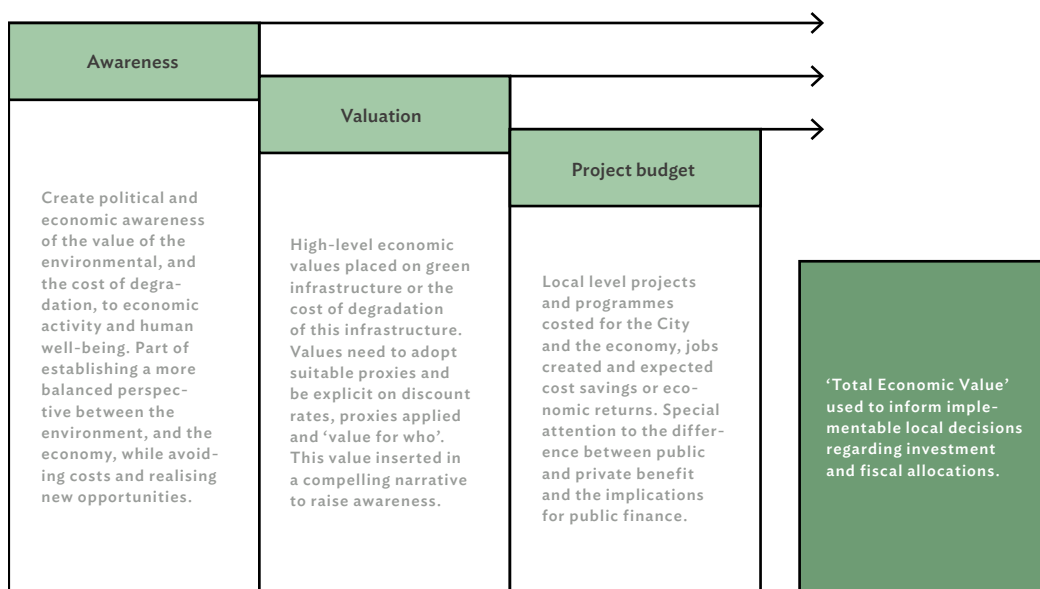 Awareness
Create political and
economic awareness
of the value of the
environmental, and
the cost of degra-
dation, to economic
activity and human
well-being. Part of
establishing a more
balanced perspec-
tive between the
environment, and the
economy, while avoid-
ing costs and realising
new opportunities.
Valuation
High-level economic
values placed on green
infrastructure or the
cost of degradation
of this infrastructure.
Values need to adopt
suitable proxies and
be explicit on discount
rates, proxies applied
and ‘value for who’.
This value inserted in
a compelling narrative
to raise awareness.
Project budget
Local level projects
and programmes
costed for the City
and the economy, jobs
created and expected
cost savings or eco-
nomic returns. Special
attention to the differ-
ence between public
and private benefit
and the implications
for public finance.
‘Total Economic Value’
used to inform imple-
mentable local decisions
regarding investment
and fiscal allocations.